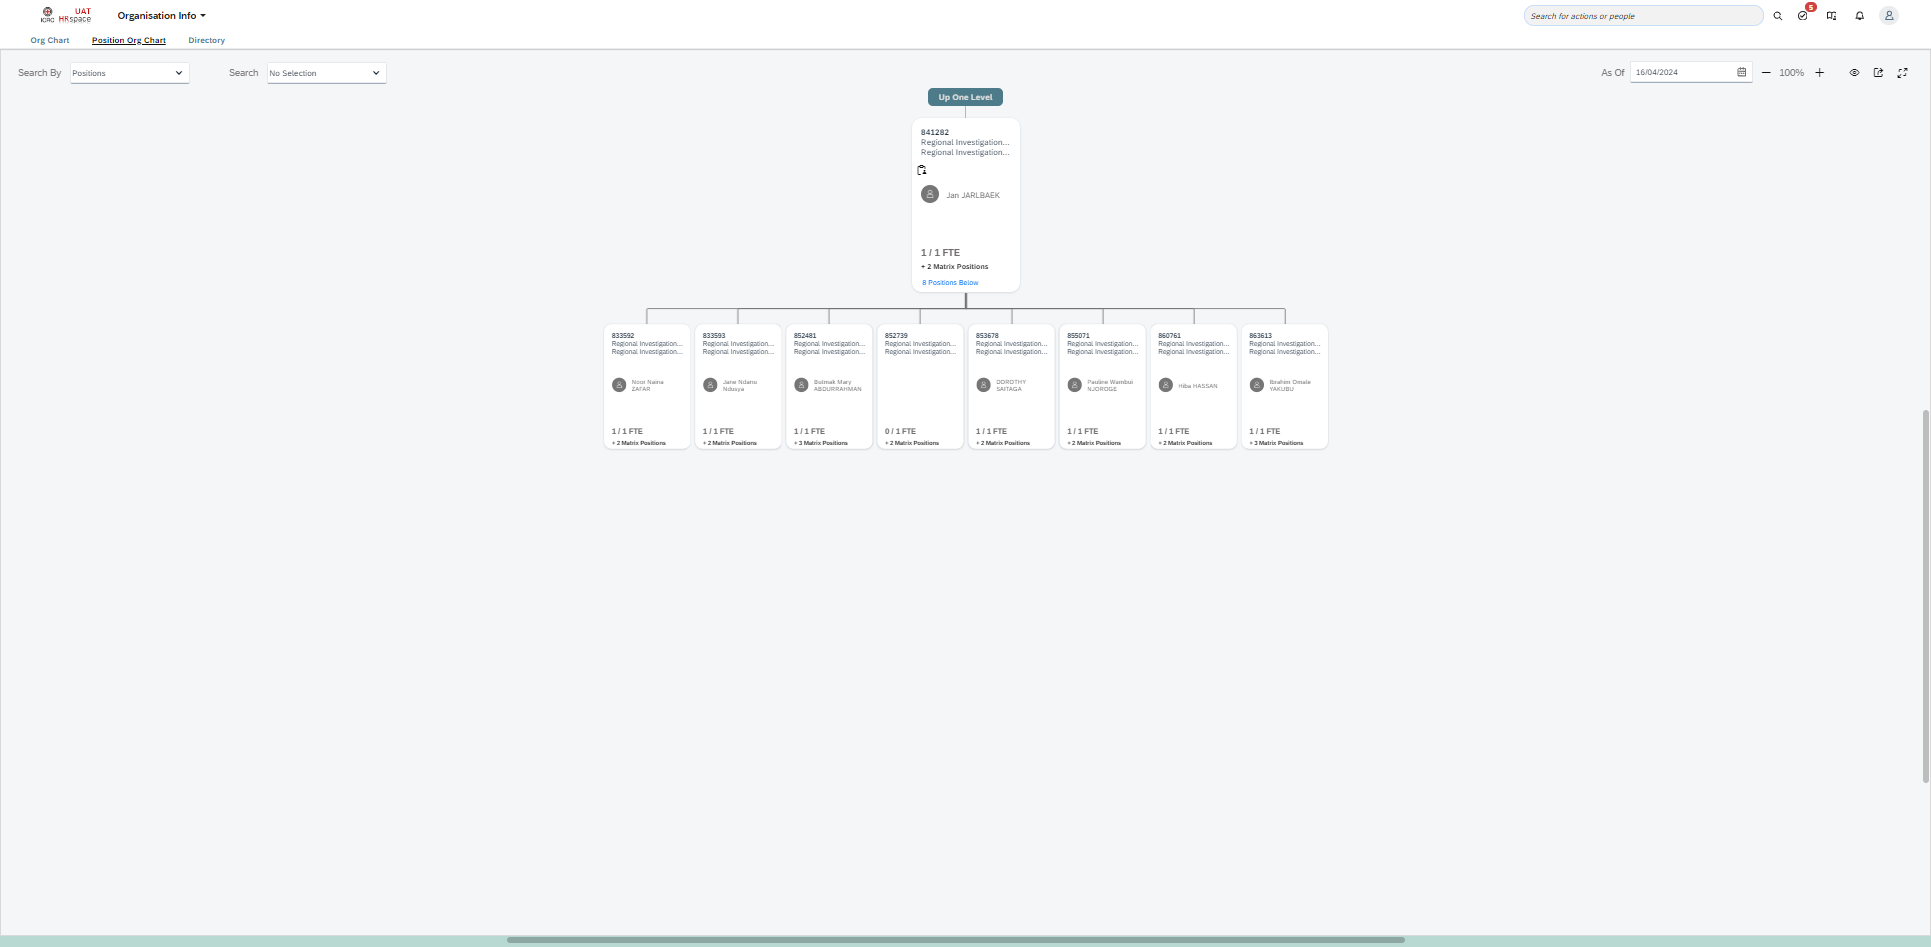 ICRC
UAT
HRspace
Organisation Info
Search for actions or people
5
Org Chart
Position Org Chart
Directory
Search By
Positions
Search
No Selection
As Of
16/04/2024
100%
Up One Level
841282
Regional Investigation...
Regional Investigation...
Jan JARLBAEK
1 / 1 FTE
+ 2 Matrix Positions
8 Positions Below
833592
Regional Investigation...
Regional Investigation...
Noor Naina
ZAFAR
1 / 1 FTE
+ 2 Matrix Positions
833593
Regional Investigation...
Regional Investigation...
Jane Ndano
Ndusya
1 / 1 FTE
+ 2 Matrix Positions
852481
Regional Investigation...
Regional Investigation...
Butmak Mary
ABDURRAHMAN
1 / 1 FTE
+ 3 Matrix Positions
852739
Regional Investigation...
Regional Investigation...
0 / 1 FTE
+ 2 Matrix Positions
853678
Regional Investigation...
Regional Investigation...
DOROTHY
SAITAGA
1 / 1 FTE
+ 2 Matrix Positions
855071
Regional Investigation...
Regional Investigation...
Pauline Wambui
NJOROGE
1 / 1 FTE
+ 2 Matrix Positions
860761
Regional Investigation...
Regional Investigation...
Hiba HASSAN
1 / 1 FTE
+ 2 Matrix Positions
863613
Regional Investigation...
Regional Investigation...
Ibrahim Omale
YAKUBU
1 / 1 FTE
+ 3 Matrix Positions